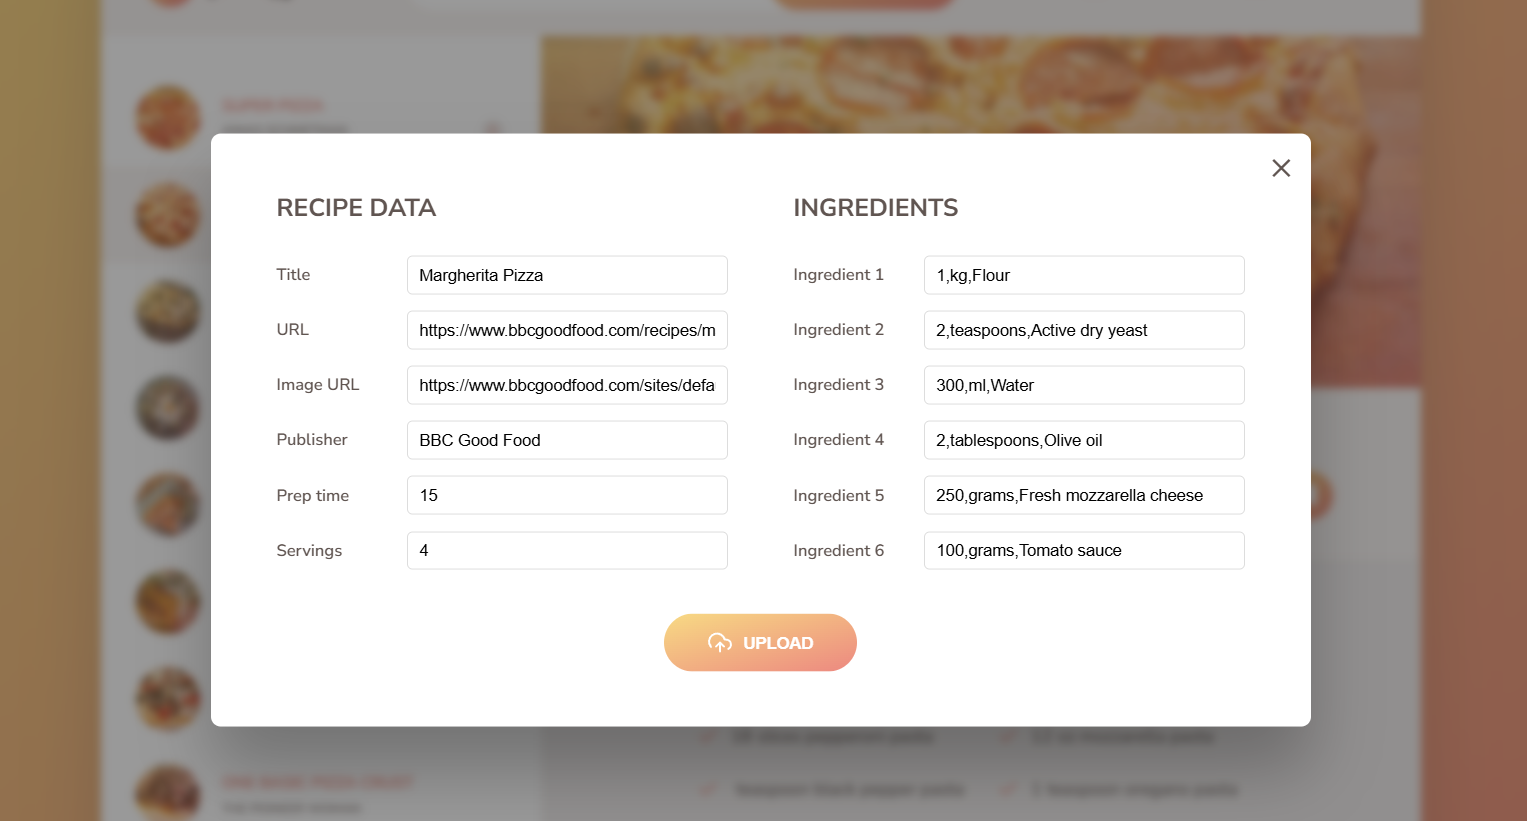 RECIPE DATA
Title
Margherita Pizza
URL
https://www.bbcgoodfood.com/recipes/m
Image URL
https://www.bbcgoodfood.com/sites/defa
Publisher
BBC Good Food
Prep time
15
Servings
4
INGREDIENTS
Ingredient 1
1,kg,Flour
Ingredient 2
2,teaspoons,Active dry yeast
Ingredient 3
300,ml,Water
Ingredient 4
2,tablespoons,Olive oil
Ingredient 5
250,grams,Fresh mozzarella cheese
Ingredient 6
100,grams,Tomato sauce
UPLOAD